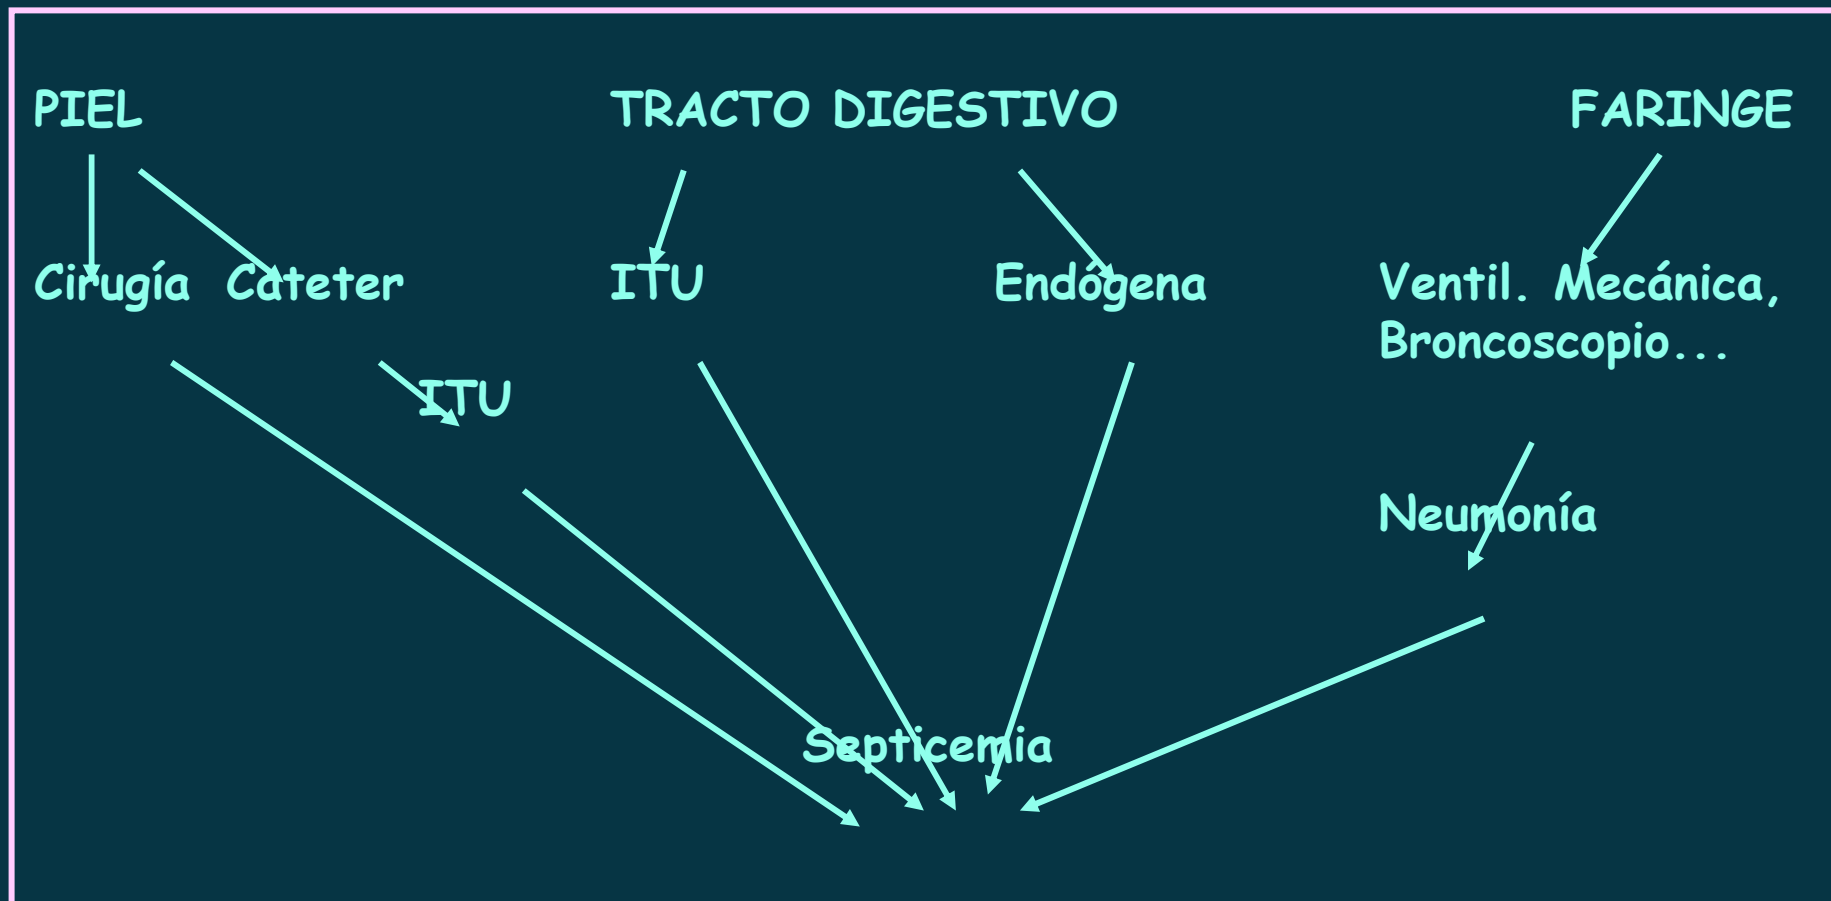 PIEL TRACTO DIGESTIVO FARINGE
Cirugía Cateter ITU Endógena Ventil. Mecánica,
Broncoscopio...
ITU
Neumonía
Septicemia